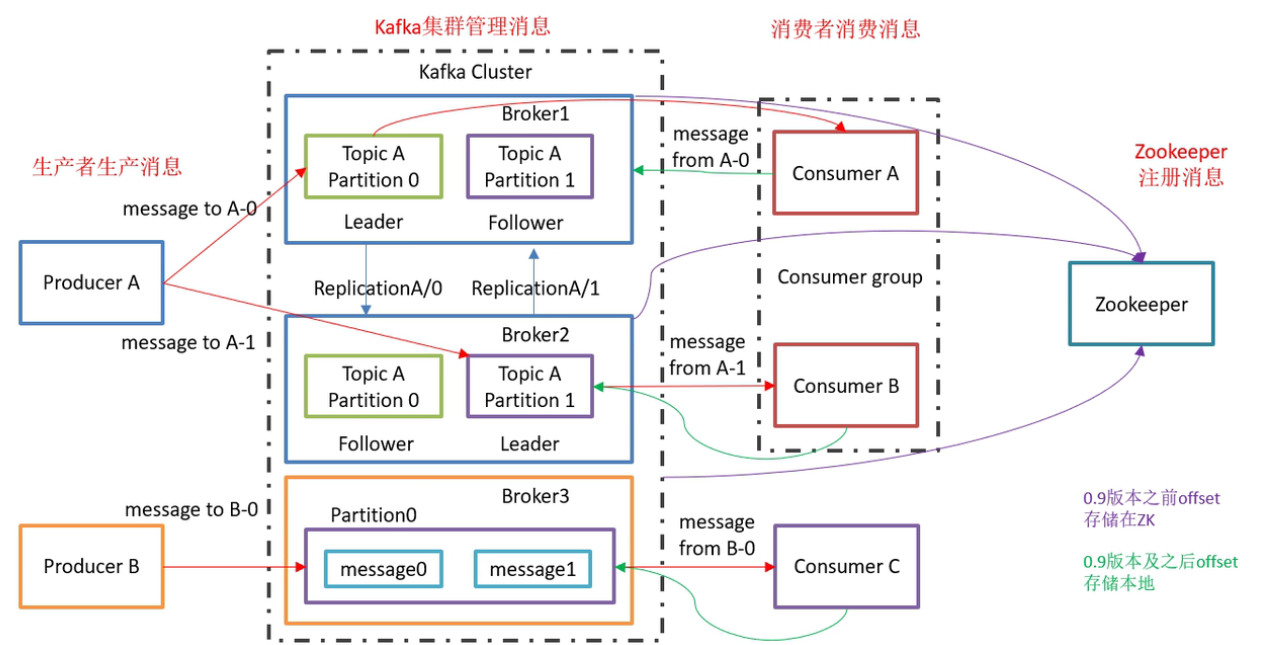 Kafka集群管理消息
消费者消费消息
Kafka Cluster
Broker1
Topic A
Partition 0
Topic A
Partition 1
Leader
Follower
生产者生产消息
message to A-0
Producer A
message to A-1
ReplicationA/0
ReplicationA/1
Broker2
Topic A
Partition 0
Topic A
Partition 1
Follower
Leader
message to B-0
Producer B
Broker3
Partition0
message0
message1
message
from A-0
Consumer A
Consumer group
message
from A-1
Consumer B
message
from B-0
Consumer C
Zookeeper
注册消息
Zookeeper
0.9版本之前offset
存储在ZK
0.9版本及之后offset
存储本地